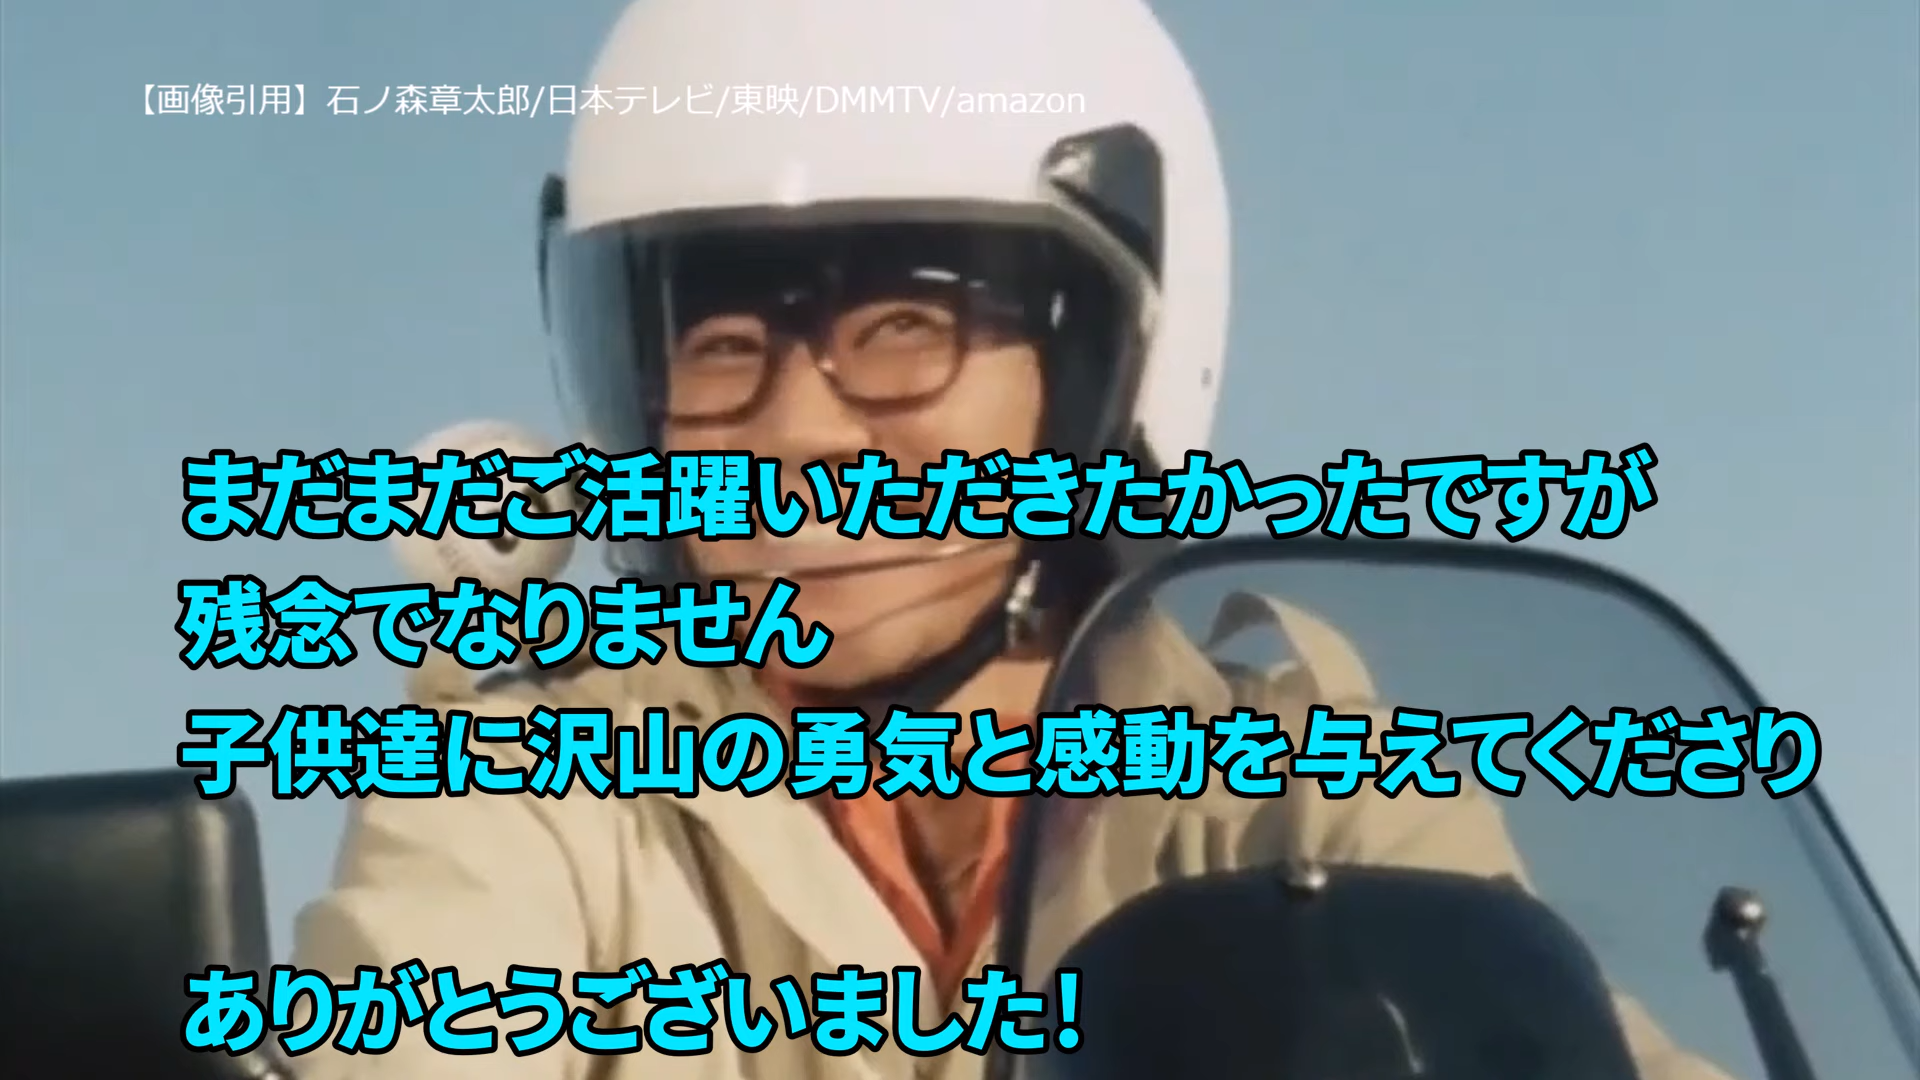 【画像引用】石ノ森章太郎/日本テレビ/東映/DMMTV/amazon
まだまだご活躍いただきたかったですが
残念でなりません
子供達に沢山の勇気と感動を与えてくださり
ありがとうございました!